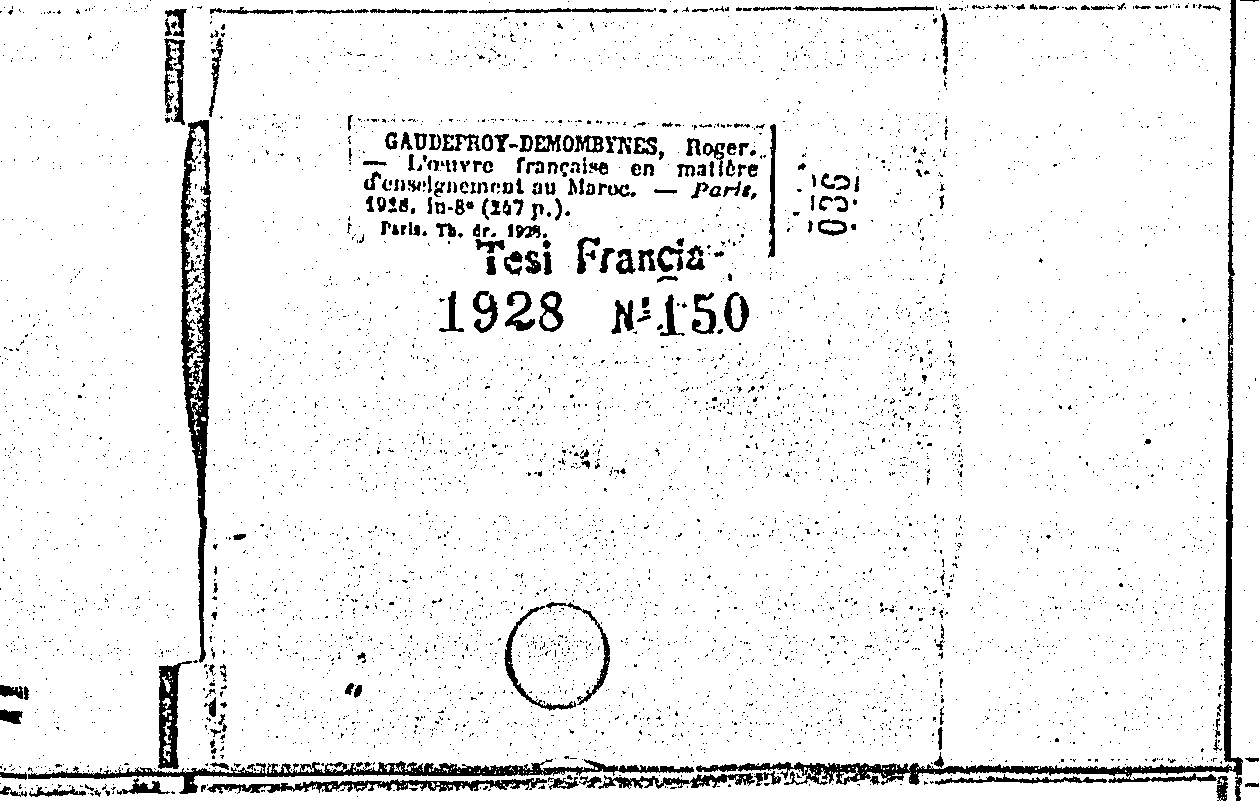 GAUDEFROY-DEMOMBYNES, Roger.
— L'œuvre française en matière
d'enseignement au Maroc. — Paris,
1928. in-8° (247 p.).
Paris. Th. dr. 1928.
Tesi Francia
1928 Nº 150